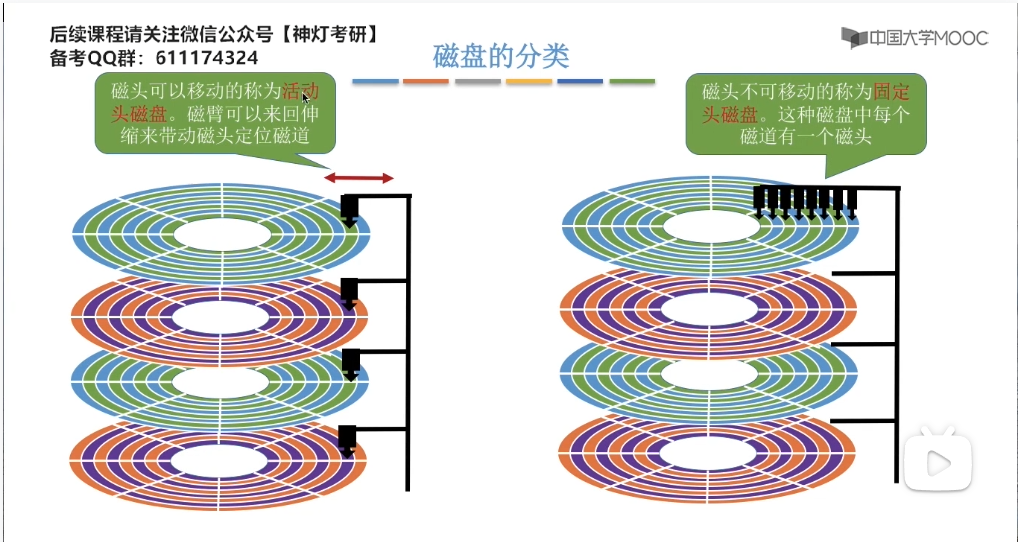 后续课程请关注微信公众号【神灯考研】
备考QQ群：611174324
磁盘的分类
中国大学MOOC
磁头可以移动的称为活动
头磁盘。磁臂可以来回伸
缩来带动磁头定位磁道
磁头不可移动的称为固定
头磁盘。这种磁盘中每个
磁道有一个磁头